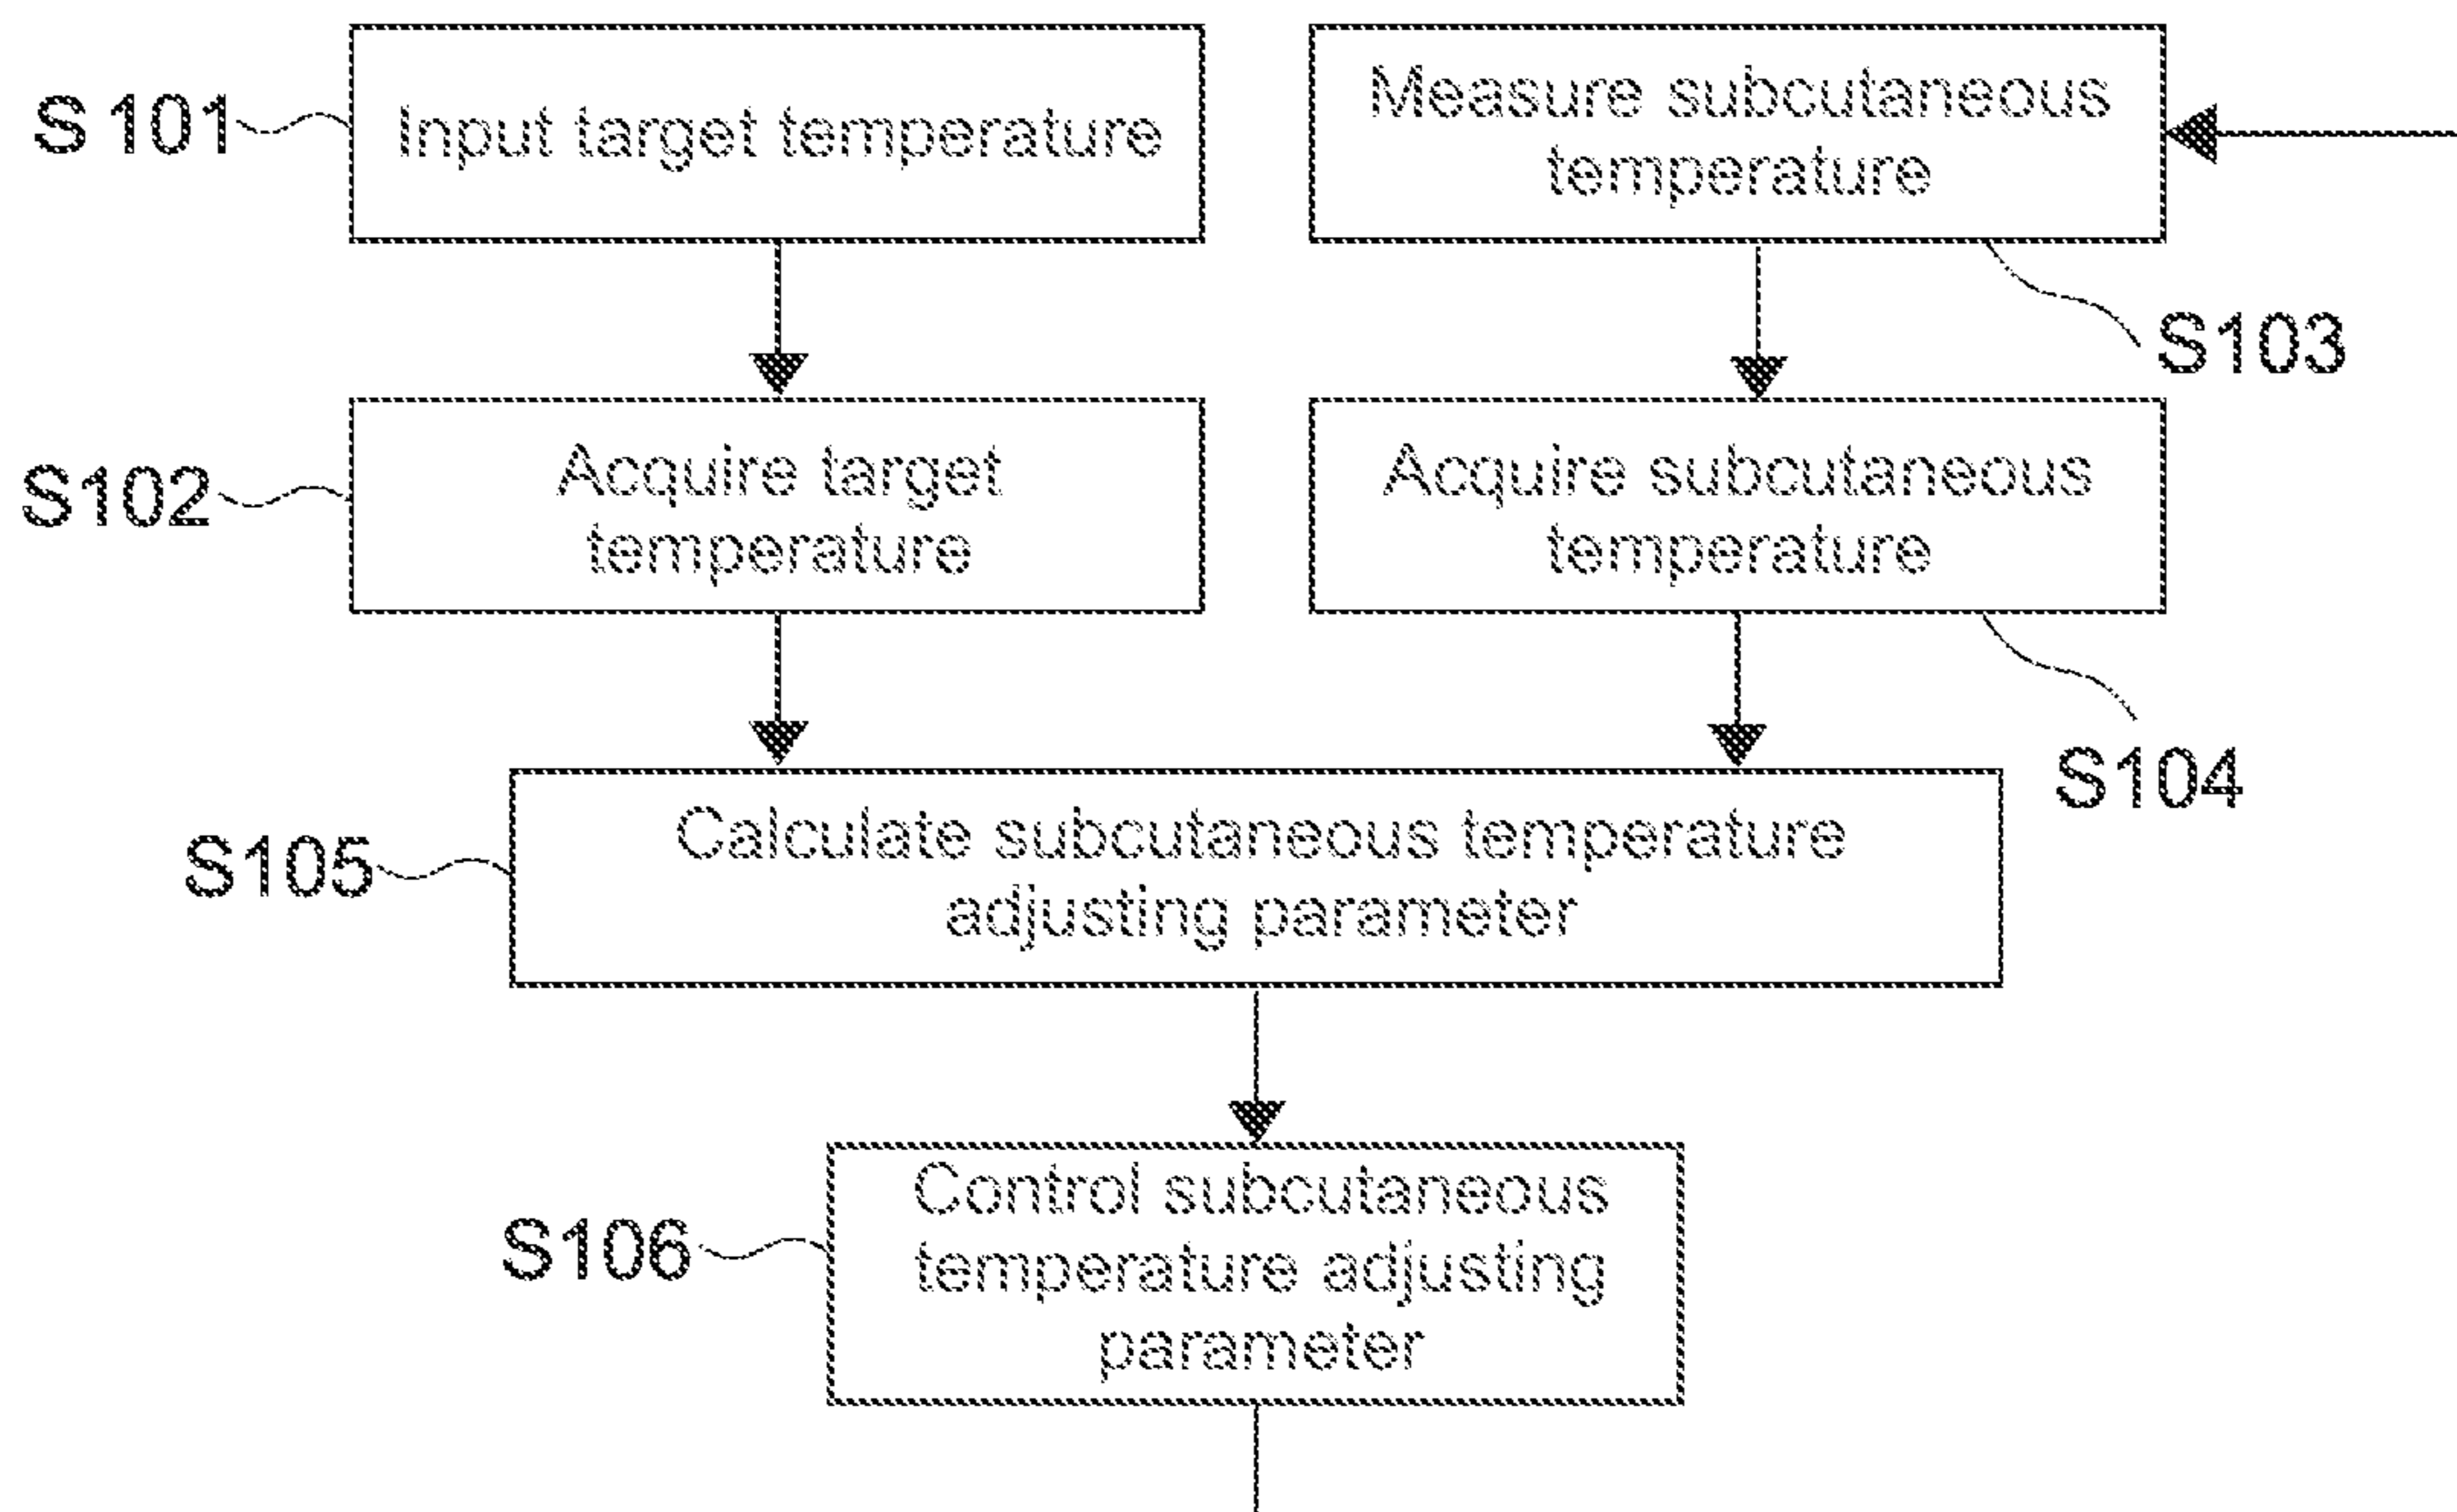 S 101
Input target temperature
Measure subcutaneous
temperature
S103
S102
Acquire target
temperature
Acquire subcutaneous
temperature
S104
S105
Calculate subcutaneous temperature
adjusting parameter
S106
Control subcutaneous
temperature adjusting
parameter